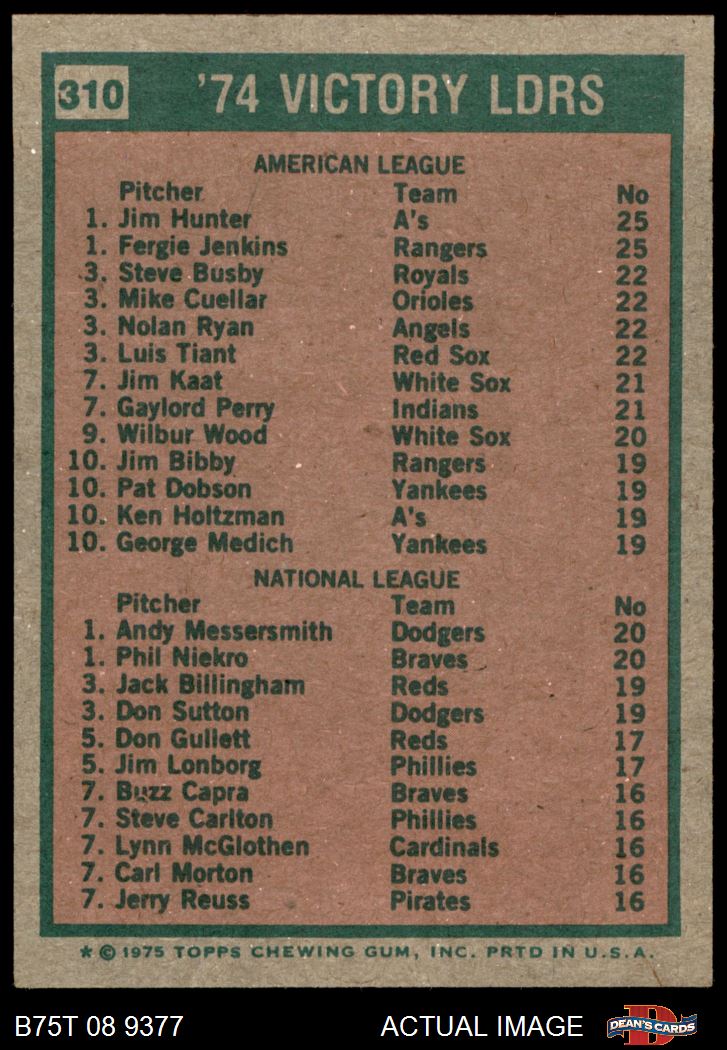 310 '74 VICTORY LDRS
AMERICAN LEAGUE
Pitcher Team No
1. Jim Hunter A's 25
1. Fergie Jenkins Rangers 25
3. Steve Busby Royals 22
3. Mike Cuellar Orioles 22
3. Nolan Ryan Angels 22
3. Luis Tiant Red Sox 22
7. Jim Kaat White Sox 21
7. Gaylord Perry Indians 21
9. Wilbur Wood White Sox 20
10. Jim Bibby Rangers 19
10. Pat Dobson Yankees 19
10. Ken Holtzman A's 19
10. George Medich Yankees 19
NATIONAL LEAGUE
Pitcher Team No
1. Andy Messersmith Dodgers 20
1. Phil Niekro Braves 20
3. Jack Billingham Reds 19
3. Don Sutton Dodgers 19
5. Don Gullett Reds 17
5. Jim Lonborg Phillies 17
7. Buzz Capra Braves 16
7. Steve Carlton Phillies 16
7. Lynn McGlothen Cardinals 16
7. Carl Morton Braves 16
7. Jerry Reuss Pirates 16
* © 1975 TOPPS CHEWING GUM, INC. PRTD IN U.S.A.
B75T 08 9377 ACTUAL IMAGE D DEAN'S CARDS